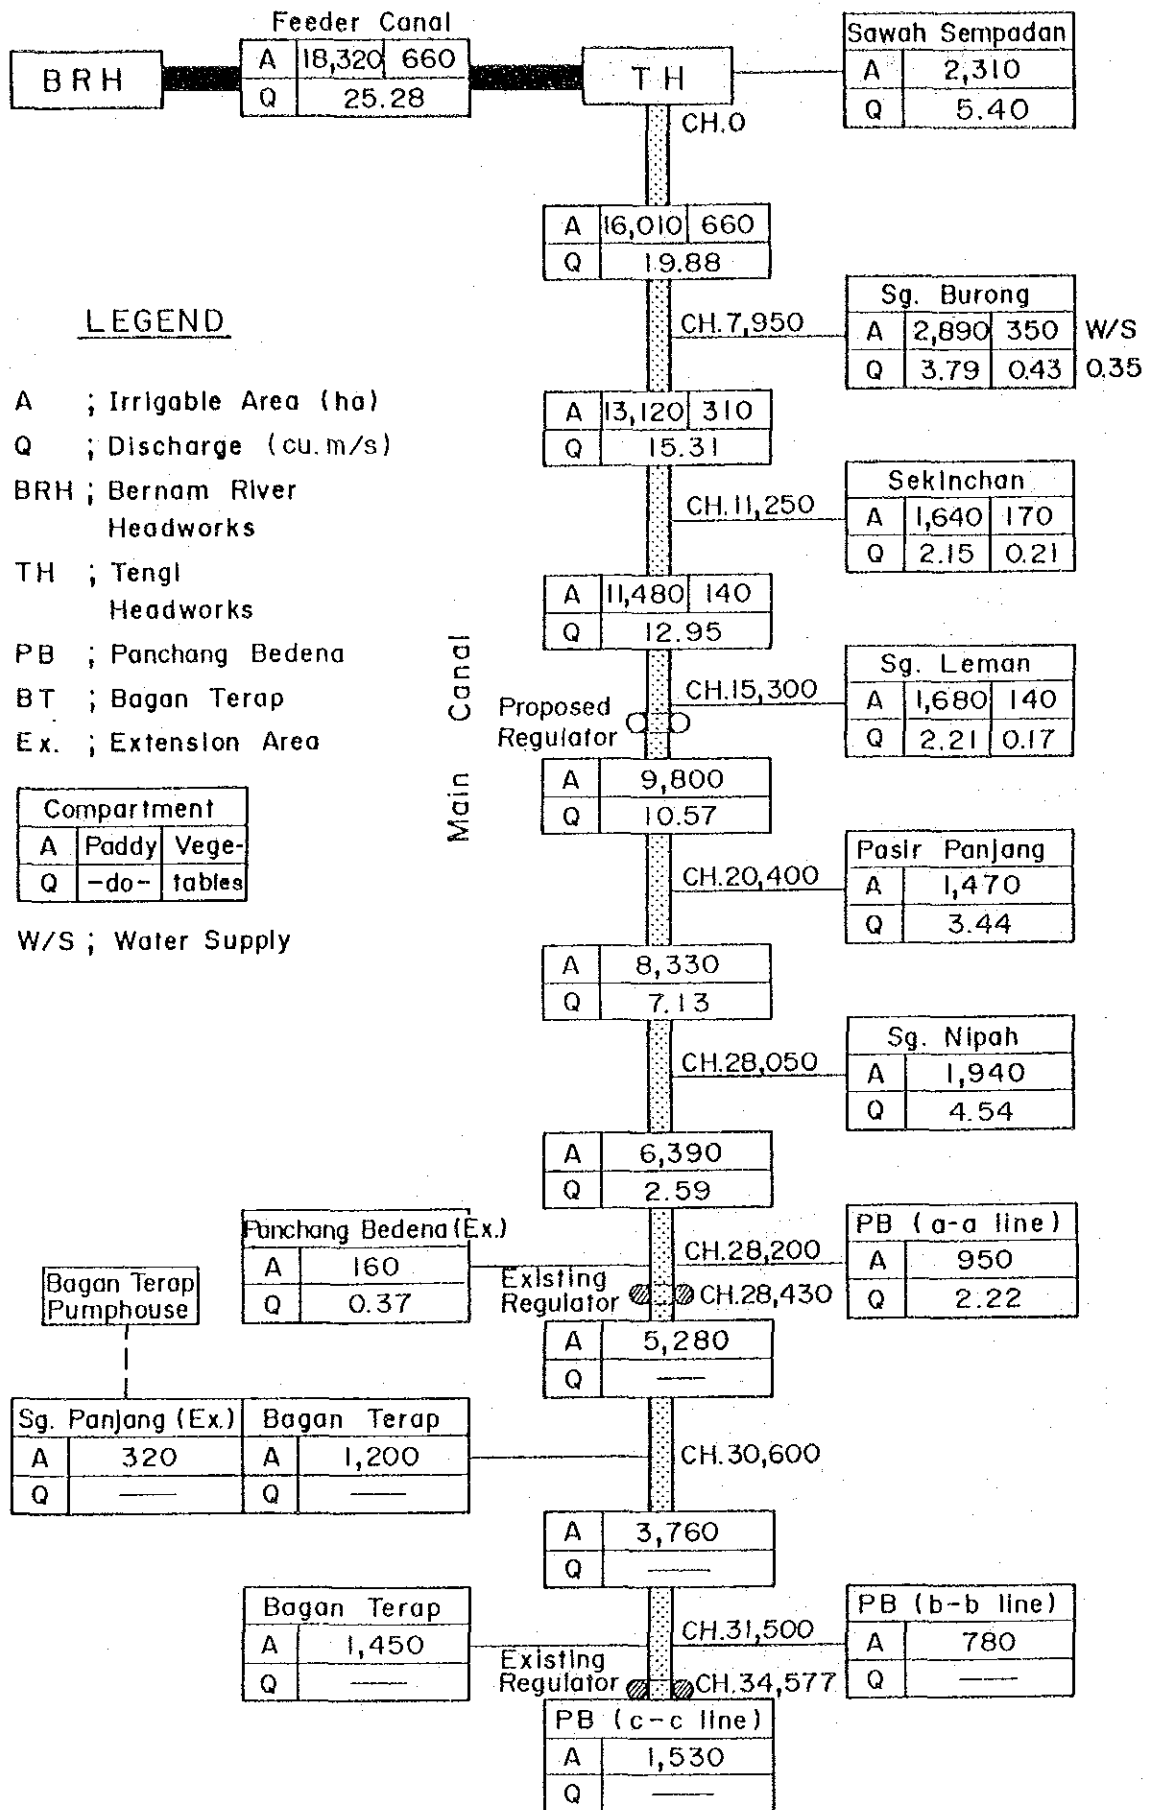 Feeder Canal
BRH
A 18,320 660
Q 25.28
TH
Sawah Sempadan
A 2,310
Q 5.40
CH.0
A 16,010 660
Q 19.88
LEGEND
A ; Irrigable Area (ha)
Q ; Discharge (cu.m/s)
BRH ; Bernam River
Headworks
TH ; Tengi
Headworks
PB ; Panchang Bedena
BT ; Bagan Terap
Ex. ; Extension Area
Compartment
A Paddy Vege-
Q -do- tables
W/S ; Water Supply
CH.7,950
Sg. Burong
A 2,890 350 W/S
Q 3.79 0.43 0.35
A 13,120 310
Q 15.31
CH.11,250
Sekinchan
A 1,640 170
Q 2.15 0.21
A 11,480 140
Q 12.95
Main Canal
CH.15,300
Sg. Leman
A 1,680 140
Q 2.21 0.17
Proposed
Regulator
A 9,800
Q 10.57
CH.20,400
Pasir Panjang
A 1,470
Q 3.44
A 8,330
Q 7.13
CH.28,050
Sg. Nipah
A 1,940
Q 4.54
A 6,390
Q 2.59
Panchang Bedena (Ex.)
A 160
Q 0.37
CH.28,200
PB (a-a line)
A 950
Q 2.22
Existing
Regulator
CH.28,430
Bagan Terap
Pumphouse
A 5,280
Q —
Sg. Panjang (Ex.)
A 320
Q —
Bagan Terap
A 1,200
Q —
CH.30,600
A 3,760
Q —
Bagan Terap
A 1,450
Q —
CH.31,500
PB (b-b line)
A 780
Q —
Existing
Regulator
CH.34,577
PB (c-c line)
A 1,530
Q —